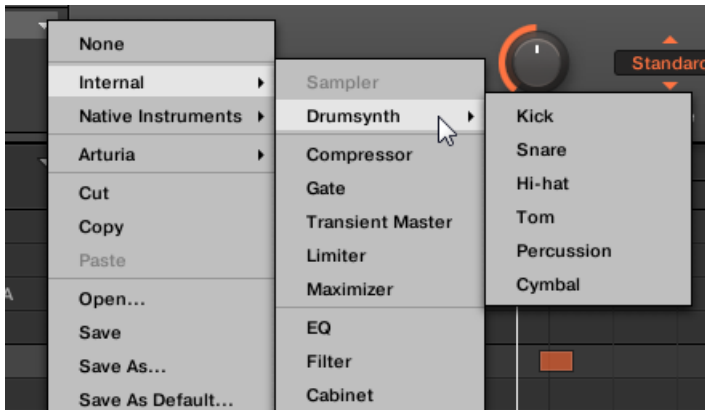 None
Internal
Native Instruments
Arturia
Cut
Copy
Paste
Open...
Save
Save As...
Save As Default...
Sampler
Drumsynth
Compressor
Gate
Transient Master
Limiter
Maximizer
EQ
Filter
Cabinet
Kick
Snare
Hi-hat
Tom
Percussion
Cymbal
Standard
A